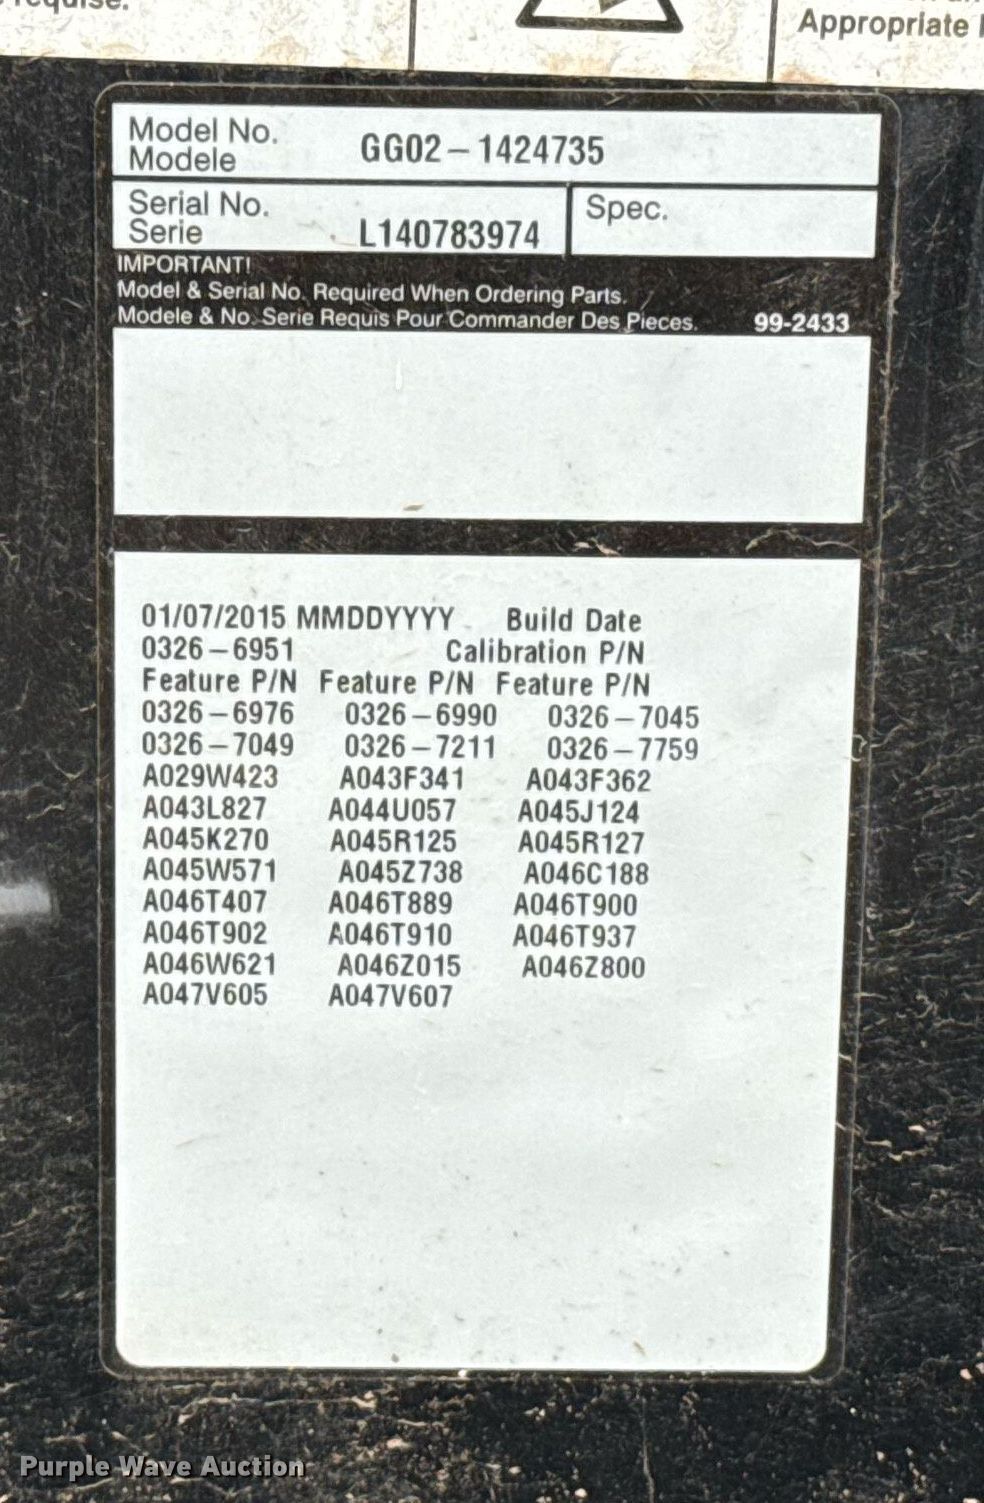 requise.
Appropriate
Model No.
Modele
GG02-1424735
Serial No.
Serie
L140783974
Spec.
IMPORTANT!
Model & Serial No. Required When Ordering Parts.
Modele & No. Serie Requis Pour Commander Des Pieces. 99-2433
01/07/2015 MMDDYYYY Build Date
0326-6951 Calibration P/N
Feature P/N Feature P/N Feature P/N
0326-6976 0326-6990 0326-7045
0326-7049 0326-7211 0326-7759
A029W423 A043F341 A043F362
A043L827 A044U057 A045J124
A045K270 A045R125 A045R127
A045W571 A045Z738 A046C188
A046T407 A046T889 A046T900
A046T902 A046T910 A046T937
A046W621 A046Z015 A046Z800
A047V605 A047V607
Purple Wave Auction